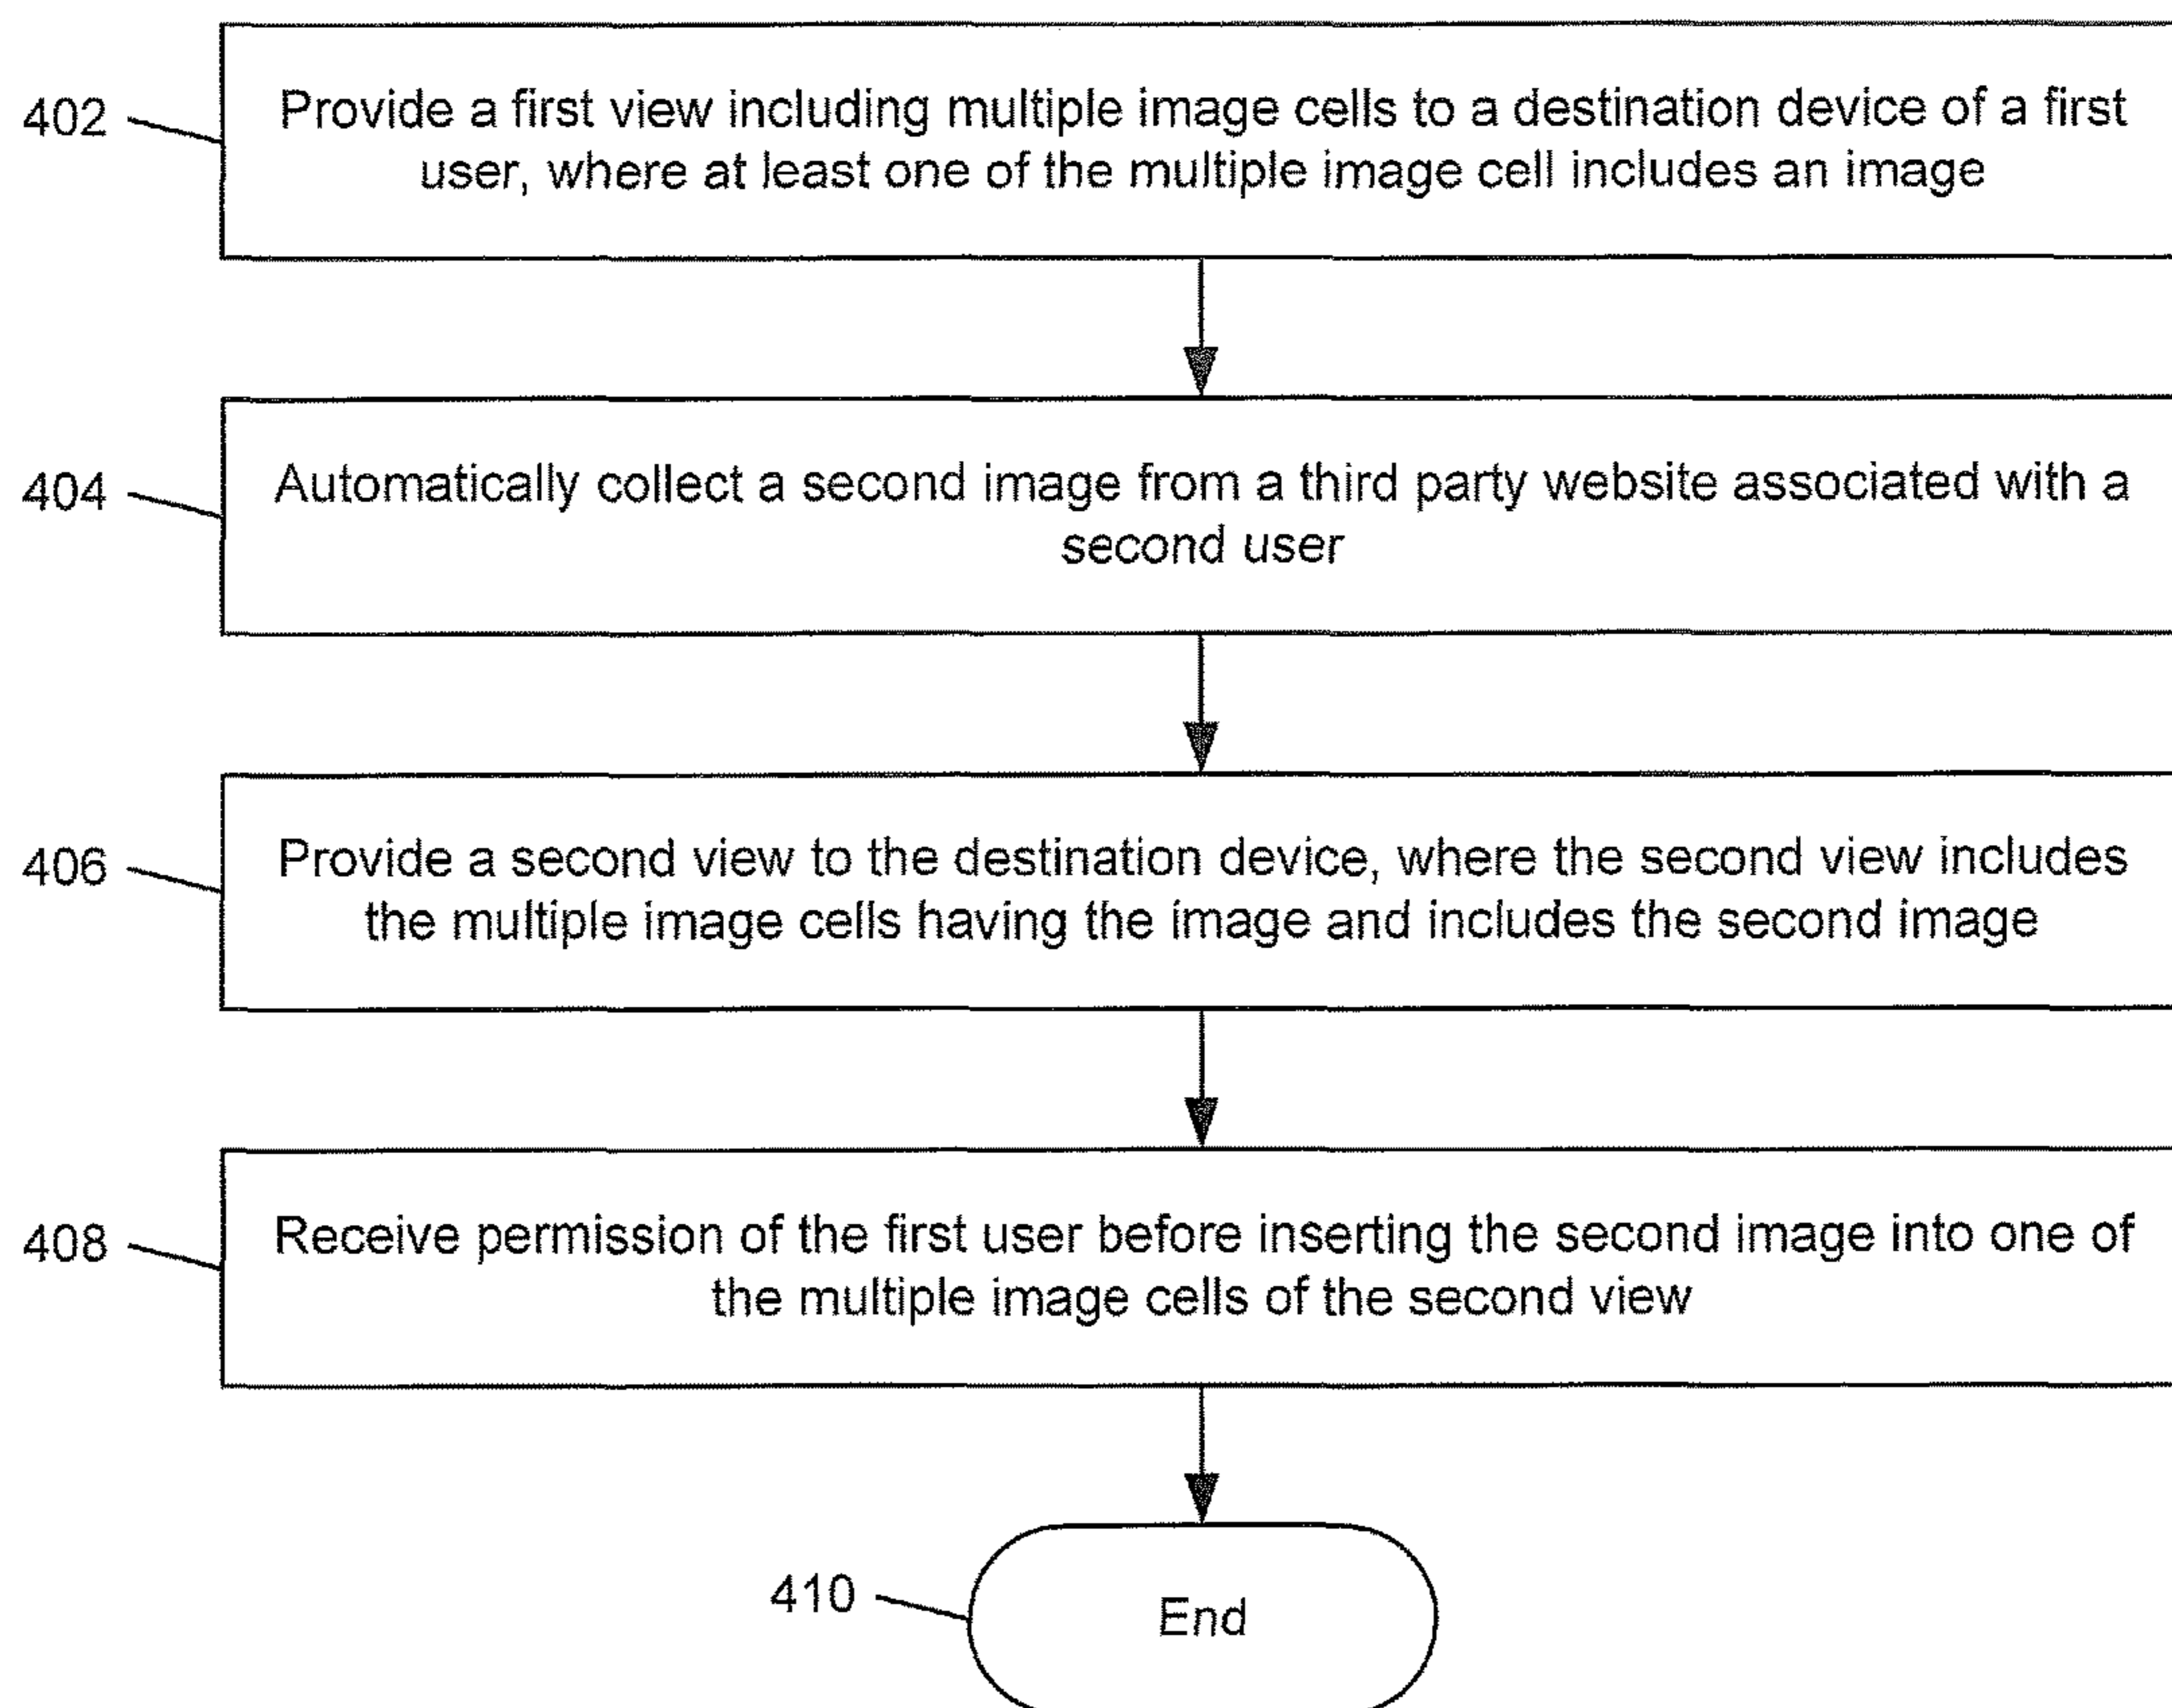 402
Provide a first view including multiple image cells to a destination device of a first
user, where at least one of the multiple image cell includes an image
404
Automatically collect a second image from a third party website associated with a
second user
406
Provide a second view to the destination device, where the second view includes
the multiple image cells having the image and includes the second image
408
Receive permission of the first user before inserting the second image into one of
the multiple image cells of the second view
410
End